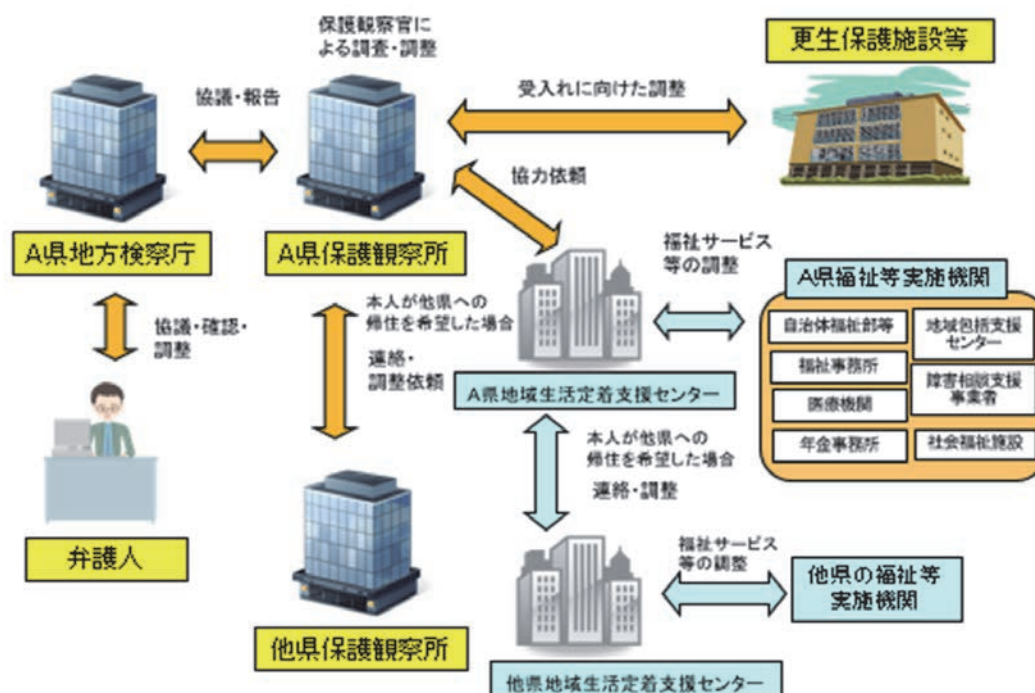 保護観察官に
よる調査・調整
更生保護施設等
協議・報告
受入れに向けた調整
協力依頼
A県地方検察庁
A県保護観察所
福祉サービス
等の調整
A県福祉等実施機関
自治体福祉部等
地域包括支援
センター
福祉事務所
障害相談支援
事業者
医療機関
年金事務所
社会福祉施設
協議・確認・
調整
本人が他県への
帰住を希望した場合
連絡・
調整依頼
A県地域生活定着支援センター
本人が他県への
帰住を希望した場合
連絡・調整
弁護人
福祉サービス
等の調整
他県の福祉等
実施機関
他県保護観察所
他県地域生活定着支援センター